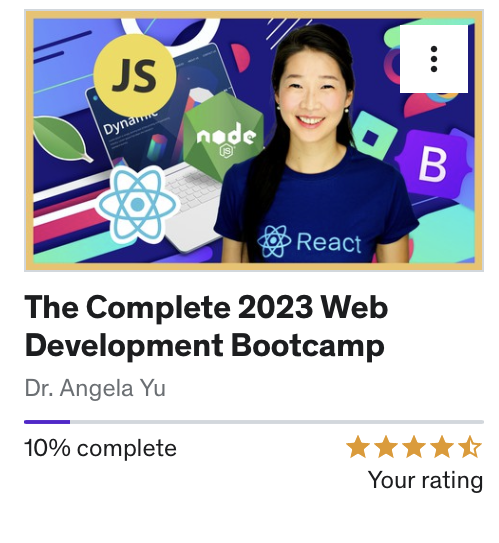 JS
Dynamic
node
JS
B
React
The Complete 2023 Web
Development Bootcamp
Dr. Angela Yu
10% complete
Your rating